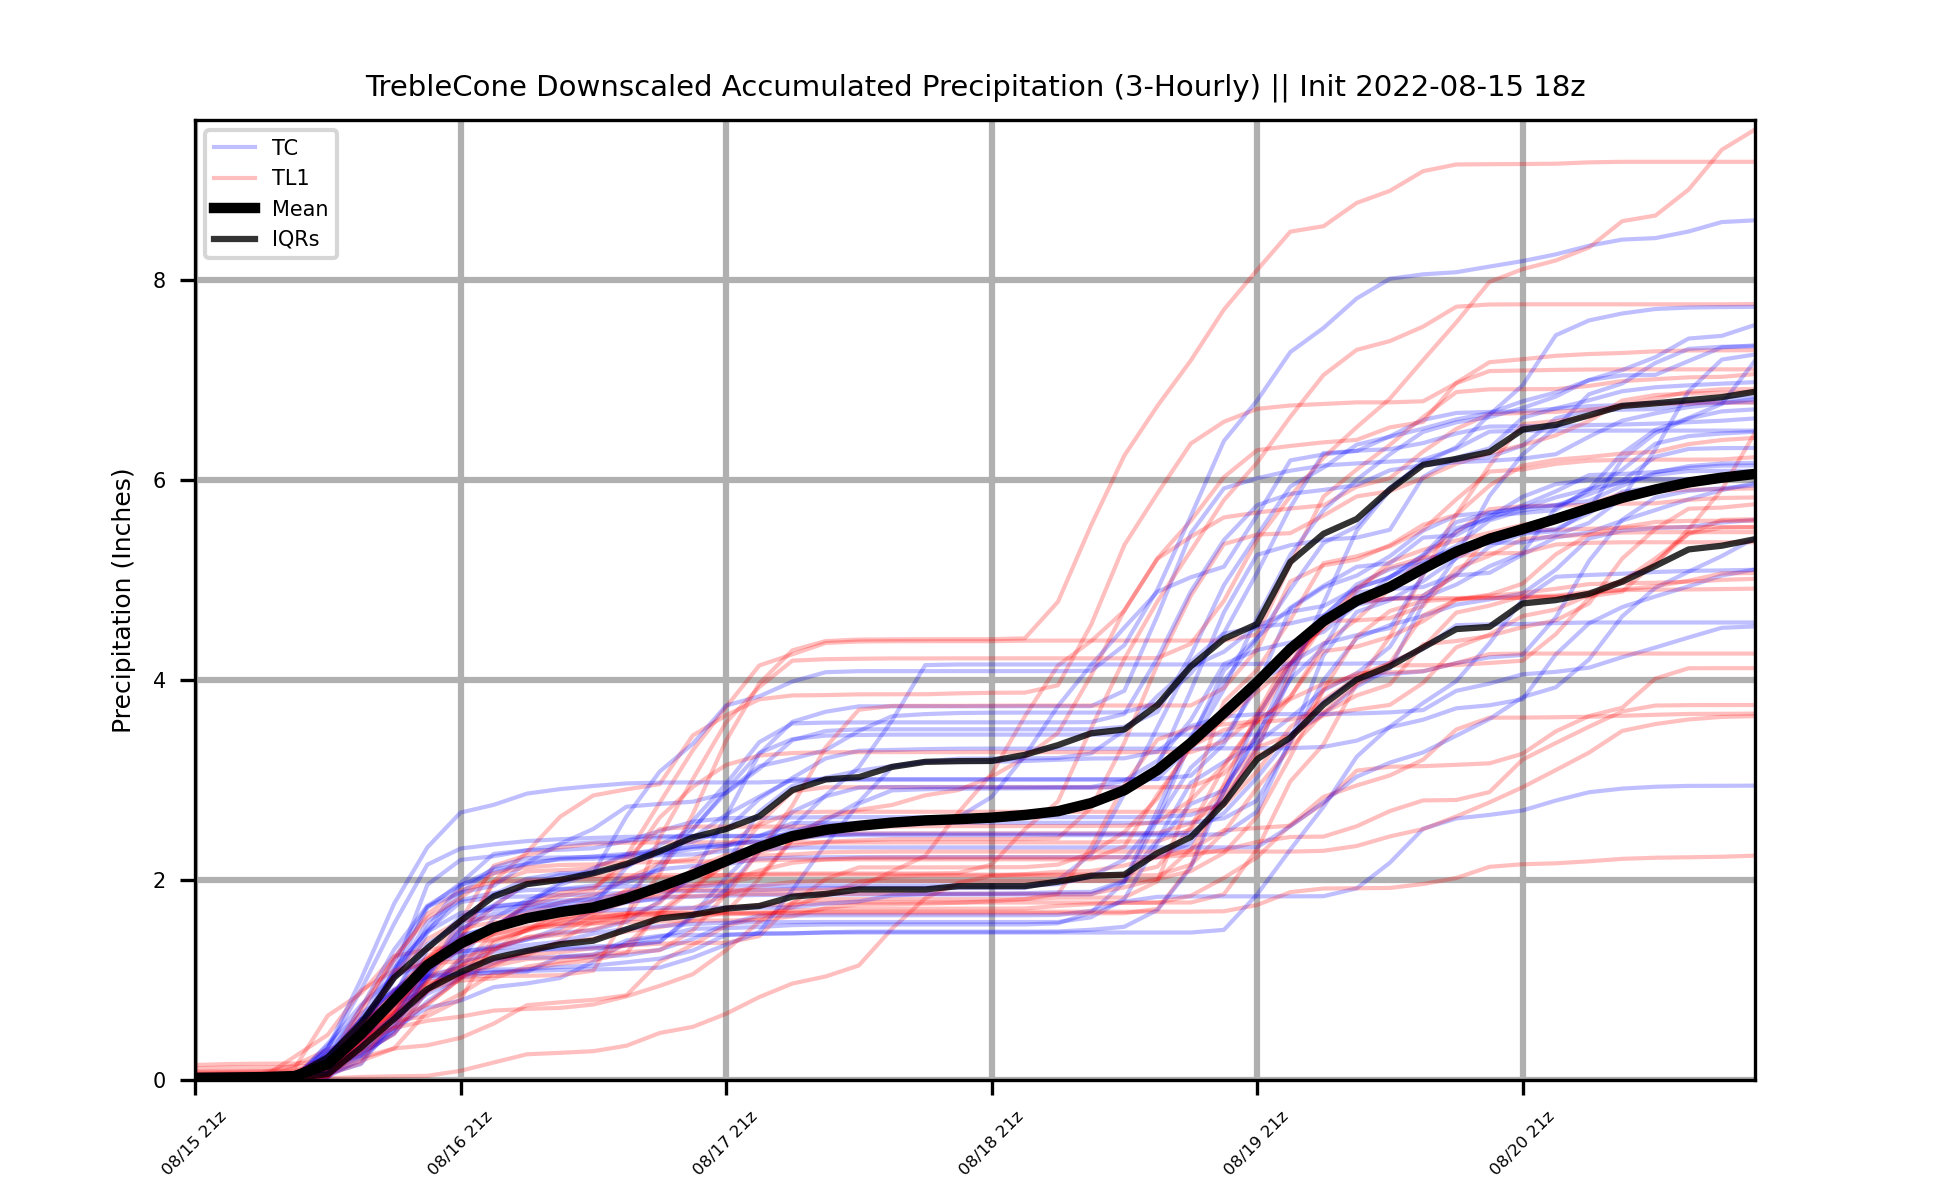 TrebleCone Downscaled Accumulated Precipitation (3-Hourly) || Init 2022-08-15 18z
TC
TL1
Mean
IQRs
Precipitation (Inches)
8
6
4
2
0
08/15 21z
08/16 21z
08/17 21z
08/18 21z
08/19 21z
08/20 21z